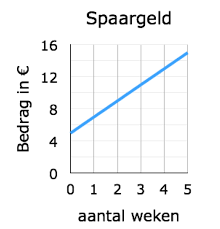 Spaargeld
Bedrag in €
16
12
8
4
0
0 1 2 3 4 5
aantal weken